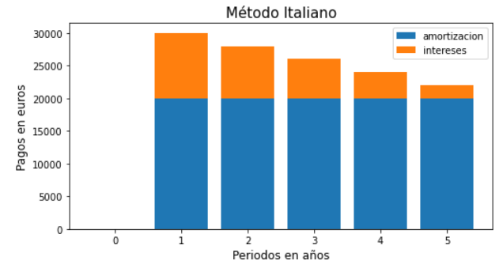 Método Italiano
amortizacion
intereses
Pagos en euros
30000
25000
20000
15000
10000
5000
0
0 1 2 3 4 5
Periodos en años